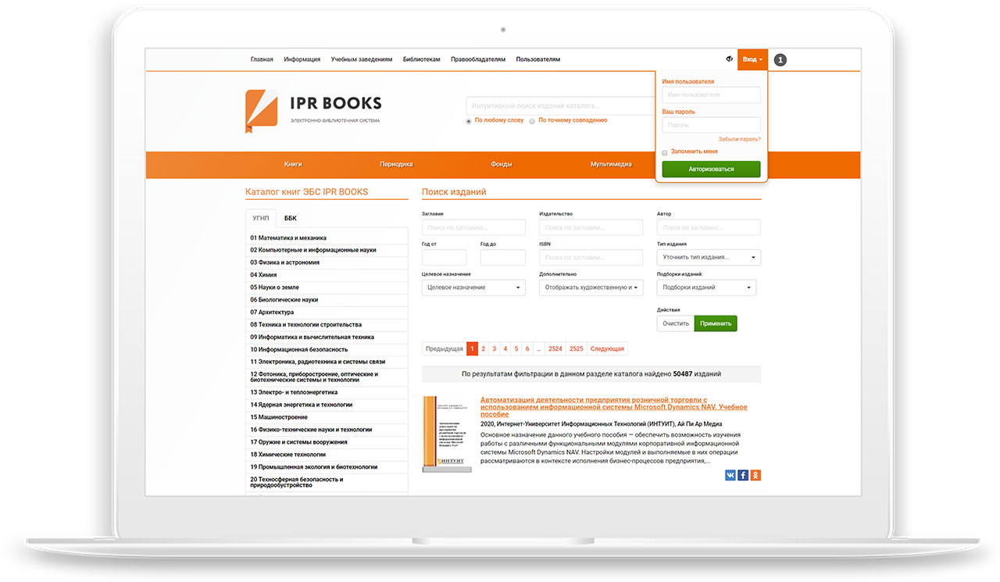 Главная Информация Учебным заведениям Библиотекам Правообладателям Пользователям Вход 1
IPR BOOKS
ЭЛЕКТРОННО-БИБЛИОТЕЧНАЯ СИСТЕМА
Интуитивный поиск изданий каталога...
По любому слову По точному совпадению
Имя пользователя
Имя пользователя
Ваш пароль
Пароль
Забыли пароль?
Запомнить меня
Авторизоваться
Книги Периодика Фонды Мультимедиа
Каталог книг ЭБС IPR BOOKS
УГНП ББК
01 Математика и механика
02 Компьютерные и информационные науки
03 Физика и астрономия
04 Химия
05 Науки о земле
06 Биологические науки
07 Архитектура
08 Техника и технологии строительства
09 Информатика и вычислительная техника
10 Информационная безопасность
11 Электроника, радиотехника и системы связи
12 Фотоника, приборостроение, оптические и
биотехнические системы и технологии
13 Электро- и теплоэнергетика
14 Ядерная энергетика и технологии
15 Машиностроение
16 Физико-технические науки и технологии
17 Оружие и системы вооружения
18 Химические технологии
19 Промышленная экология и биотехнологии
20 Техносферная безопасность и
природообустройство
Поиск изданий
Заглавие Издательство Автор
Поиск по заглавию... Поиск по заглавию... Поиск по заглавию...
Год от Год до ISBN Тип издания
Поиск по заглавию... Уточнить тип издания...
Целевое назначение Дополнительно Подборки изданий:
Целевое назначение Отображать художественную и Подборки изданий
Действия
Очистить Применить
Предыдущая 1 2 3 4 5 6 ... 2524 2525 Следующая
По результатам фильтрации в данном разделе каталога найдено 50487 изданий
Автоматизация
деятельности
предприятия
розничной торговли
с использованием
информационной
системы Microsoft
Dynamics NAV
ИНТУИТ
Автоматизация деятельности предприятия розничной торговли с
использованием информационной системы Microsoft Dynamics NAV. Учебное
пособие
2020, Интернет-Университет Информационных Технологий (ИНТУИТ), Ай Пи Ар Медиа
Основное назначение данного учебного пособия — обеспечить возможность изучения
работы с различными функциональными модулями корпоративной информационной
системы Microsoft Dynamics NAV. Настройки модулей и выполняемые в них операции
рассматриваются в контексте исполнения бизнес-процессов предприятия,...